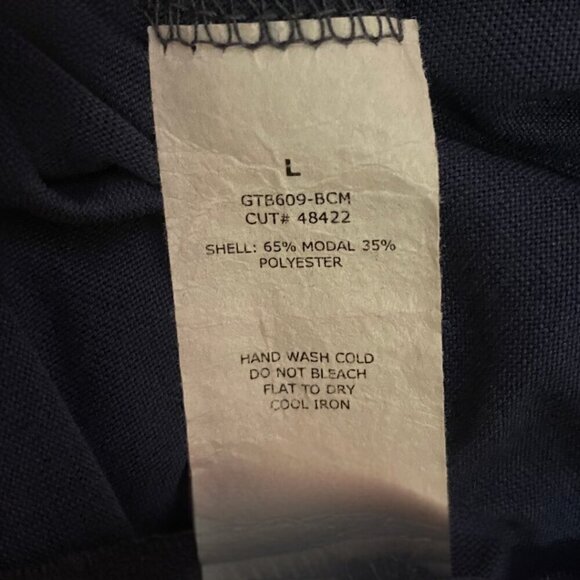 L
GTB609-BCM
CUT# 48422
SHELL: 65% MODAL 35%
POLYESTER
HAND WASH COLD
DO NOT BLEACH
FLAT TO DRY
COOL IRON